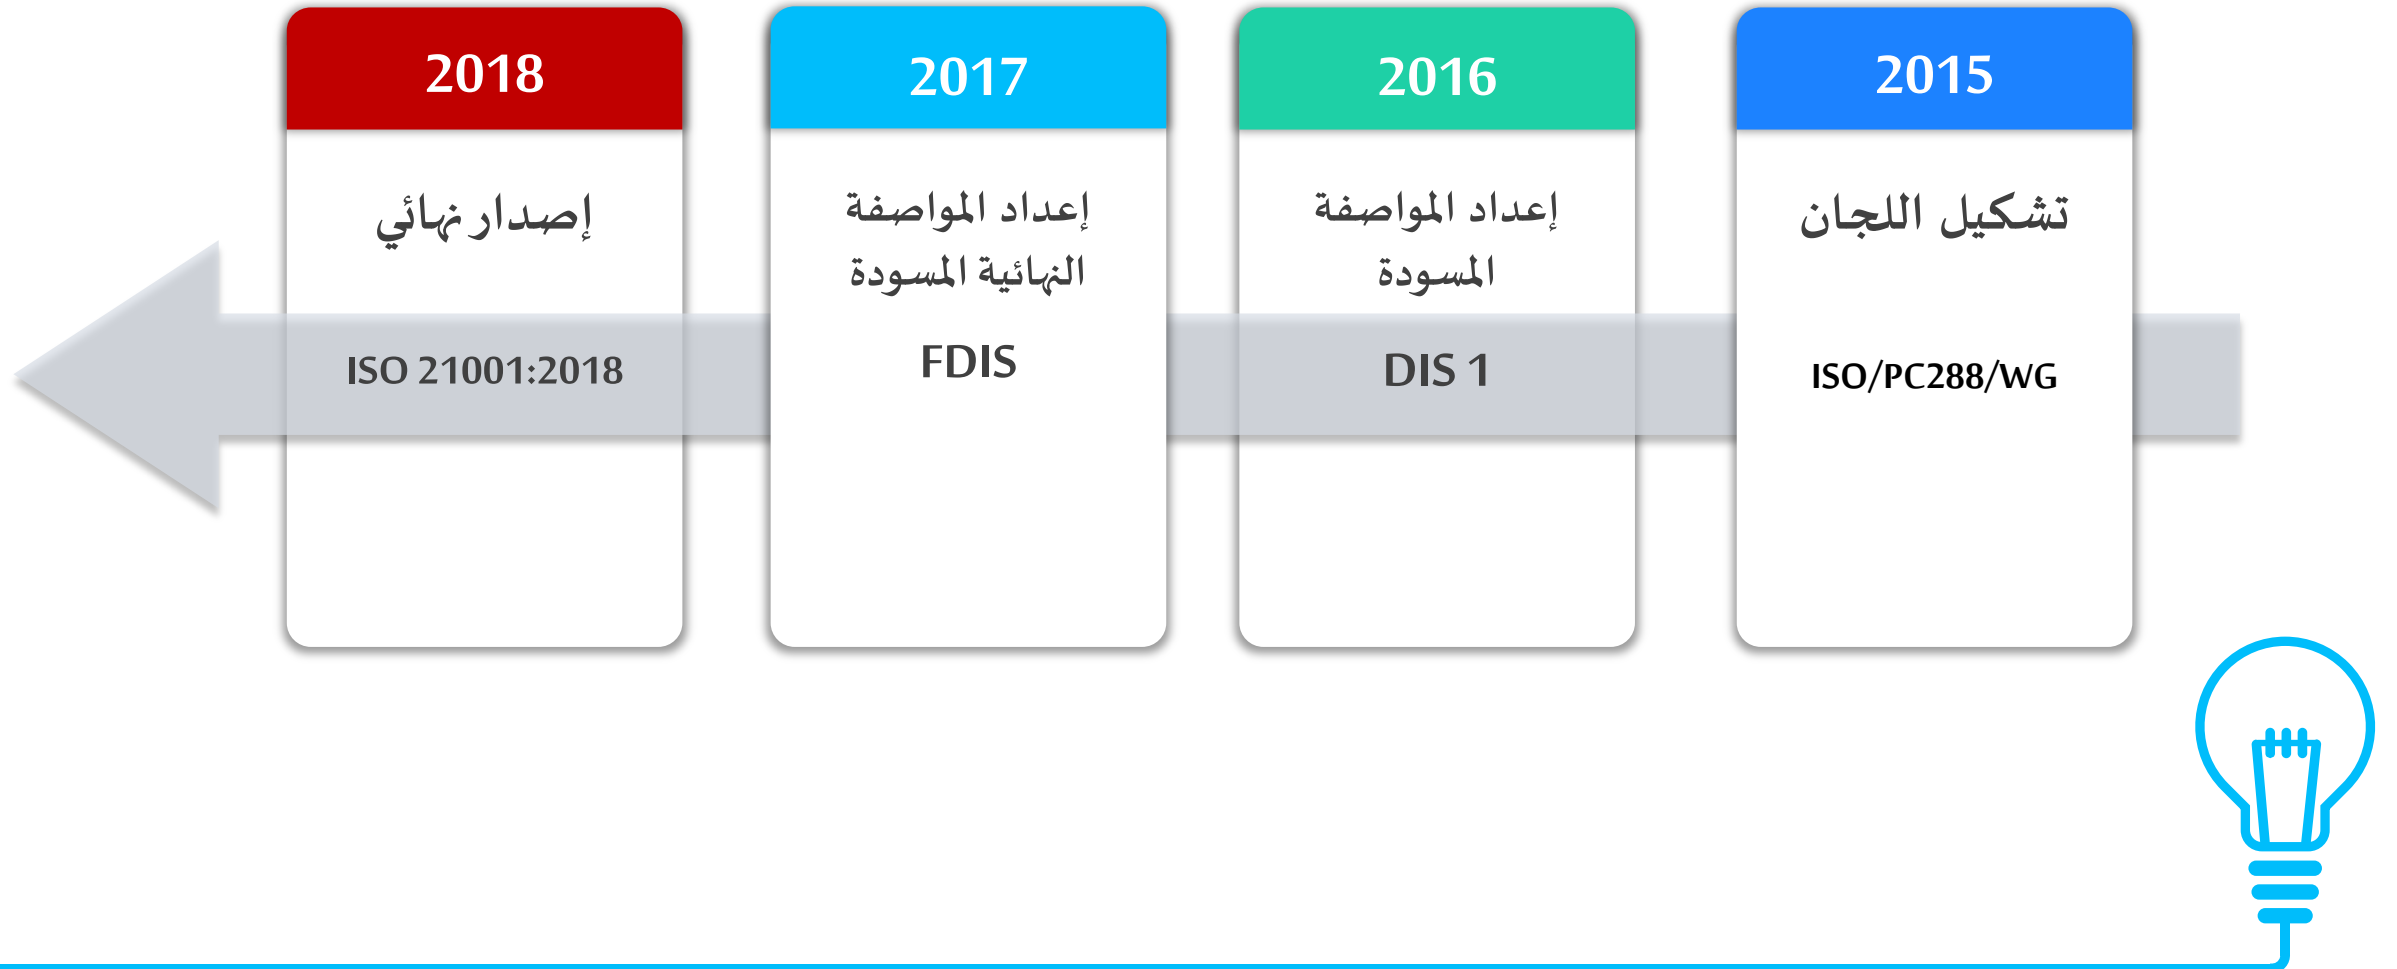 2015
تشكيل اللجان
ISO/PC288/WG
2016
إعداد المواصفة
المسودة
DIS 1
2017
إعداد المواصفة
النهائية المسودة
FDIS
2018
إصدار نهائي
ISO 21001:2018